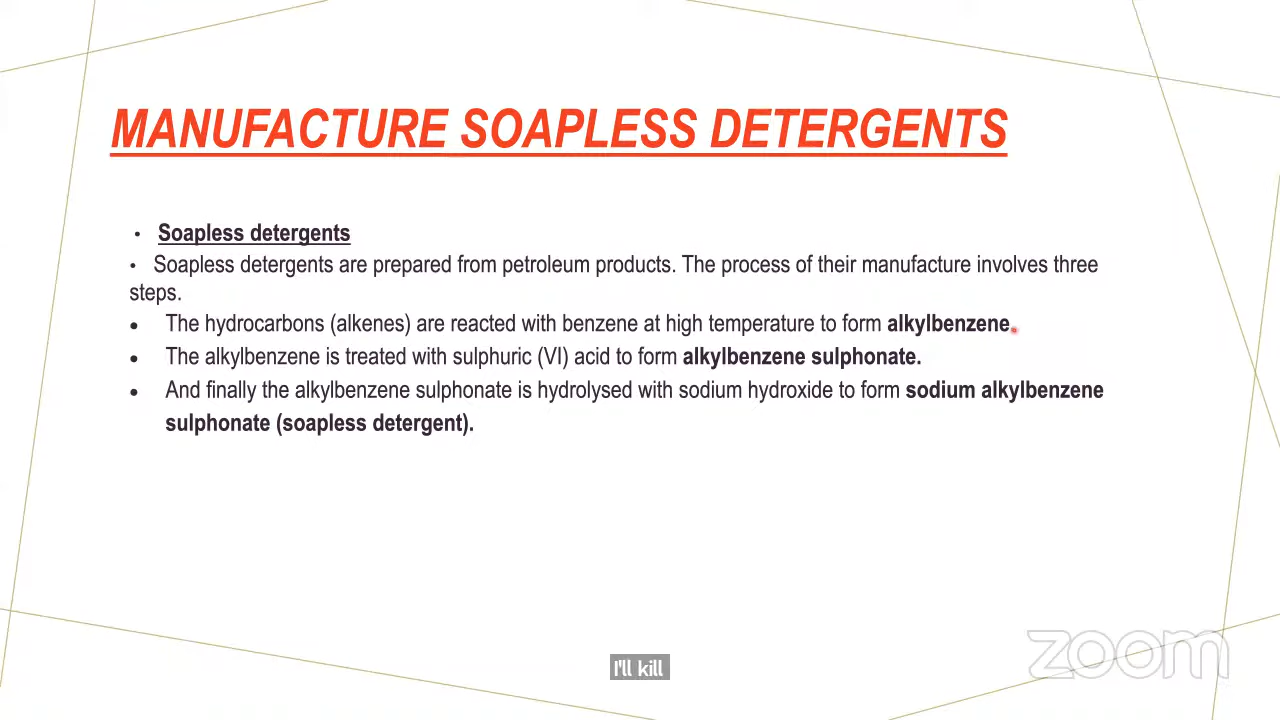 MANUFACTURE SOAPLESS DETERGENTS
• Soapless detergents
• Soapless detergents are prepared from petroleum products. The process of their manufacture involves three
steps.
• The hydrocarbons (alkenes) are reacted with benzene at high temperature to form alkylbenzene.
• The alkylbenzene is treated with sulphuric (VI) acid to form alkylbenzene sulphonate.
• And finally the alkylbenzene sulphonate is hydrolysed with sodium hydroxide to form sodium alkylbenzene
sulphonate (soapless detergent).
zoom
I'll kill